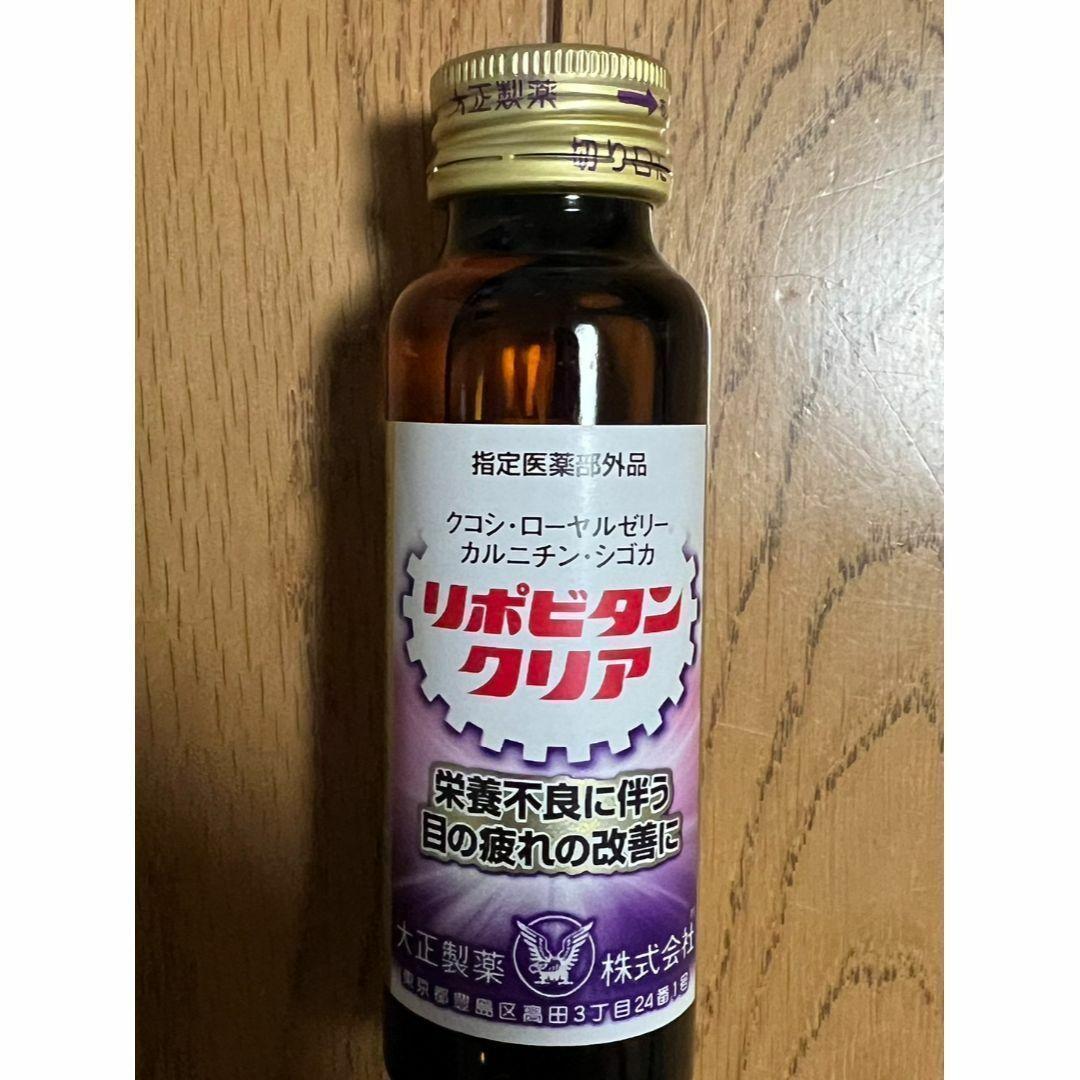 大正製薬
切り口
指定医薬部外品
クコシ・ローヤルゼリー
カルニチン・シゴカ
リポビタン
クリア
栄養不良に伴う
目の疲れの改善に
大正製薬 株式会社
東京都豊島区高田3丁目24番1号